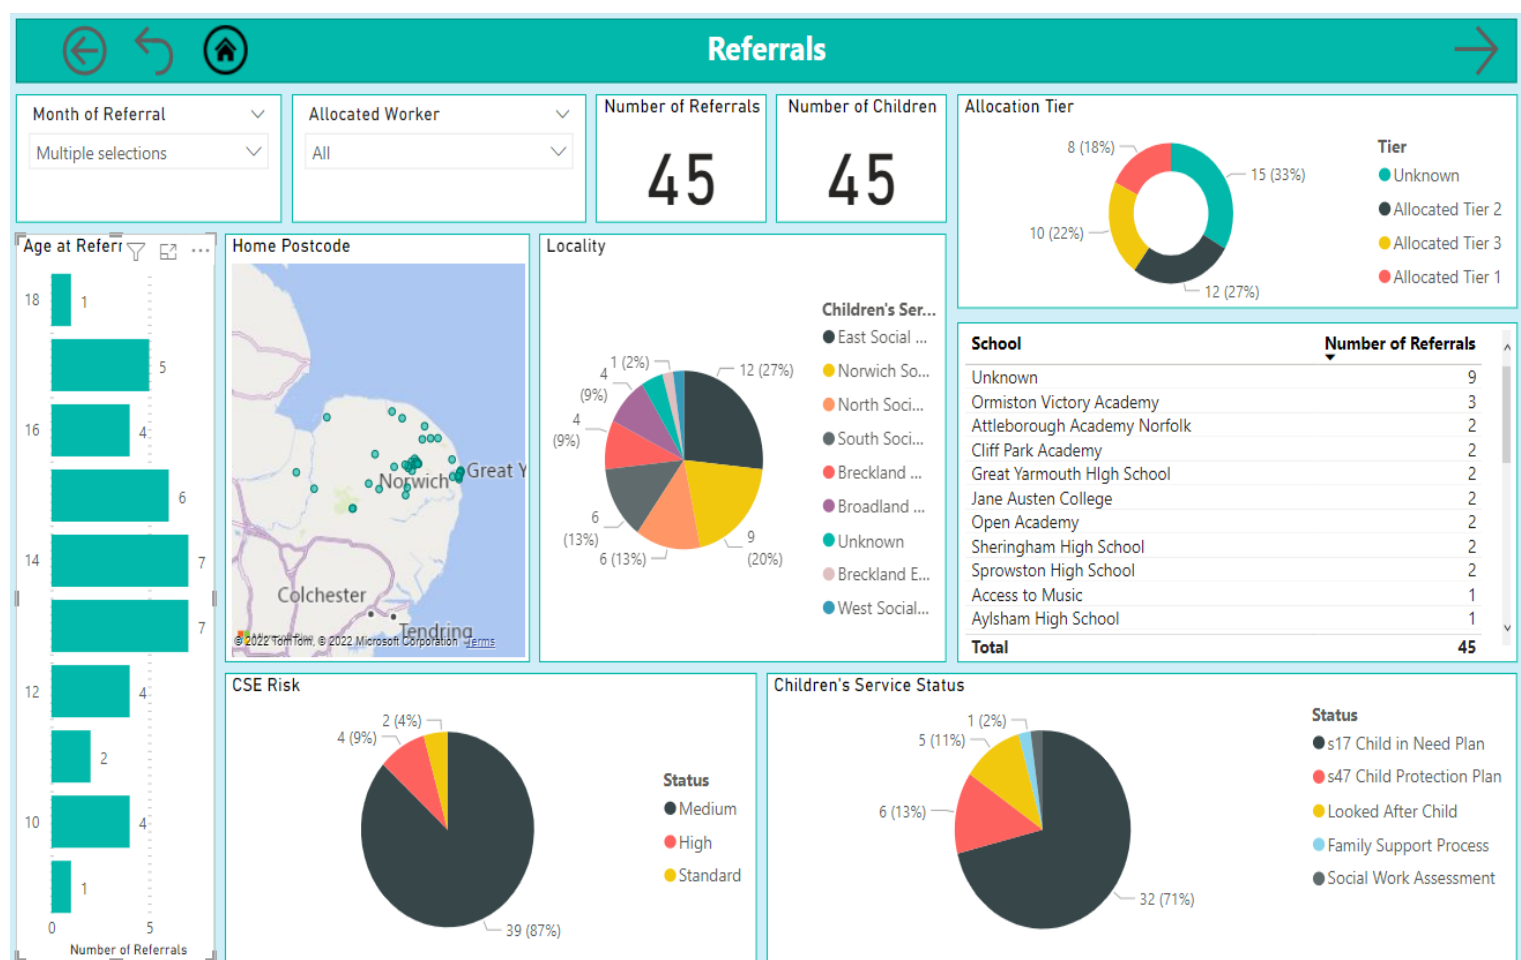 Referrals
Month of Referral
Multiple selections
Allocated Worker
All
Number of Referrals
45
Number of Children
45
Allocation Tier
8 (18%)
15 (33%)
10 (22%)
12 (27%)
Tier
Unknown
Allocated Tier 2
Allocated Tier 3
Allocated Tier 1
Age at Referr
18
1
5
16
4
6
14
7
7
12
4
2
10
4
1
0
5
Number of Referrals
Home Postcode
Norwich
Great Y
Colchester
Tendring
© 2022 TomTom, © 2022 Microsoft Corporation Terms
Locality
1 (2%)
4
(9%)
4
(9%)
6
(13%)
6 (13%)
9
(20%)
12 (27%)
Children's Ser...
East Social ...
Norwich So...
North Soci...
South Soci...
Breckland ...
Broadland ...
Unknown
Breckland E...
West Social...
School Number of Referrals
Unknown 9
Ormiston Victory Academy 3
Attleborough Academy Norfolk 2
Cliff Park Academy 2
Great Yarmouth HIgh School 2
Jane Austen College 2
Open Academy 2
Sheringham High School 2
Sprowston High School 2
Access to Music 1
Aylsham High School 1
Total 45
CSE Risk
2 (4%)
4 (9%)
39 (87%)
Status
Medium
High
Standard
Children's Service Status
1 (2%)
5 (11%)
6 (13%)
32 (71%)
Status
s17 Child in Need Plan
s47 Child Protection Plan
Looked After Child
Family Support Process
Social Work Assessment